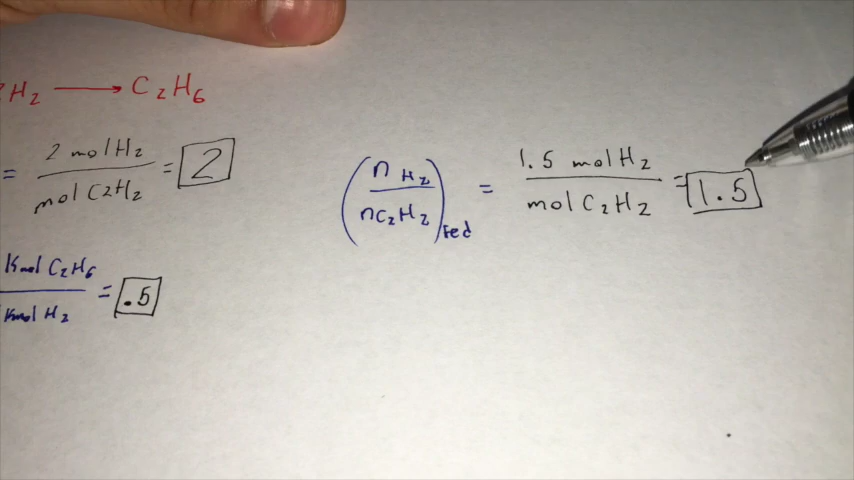 H₂ ⟶ C₂H₆
= 2 mol H₂ / mol C₂H₂ = 2
(n H₂ / n C₂H₂) Fed = 1.5 mol H₂ / mol C₂H₂ = 1.5
Kmol C₂H₆ / Kmol H₂ = .5